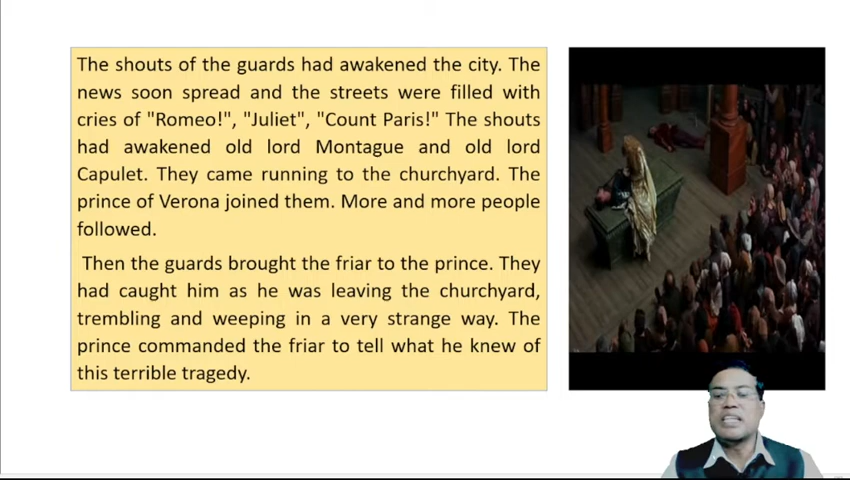 The shouts of the guards had awakened the city. The
news soon spread and the streets were filled with
cries of "Romeo!", "Juliet", "Count Paris!" The shouts
had awakened old lord Montague and old lord
Capulet. They came running to the churchyard. The
prince of Verona joined them. More and more people
followed.
Then the guards brought the friar to the prince. They
had caught him as he was leaving the churchyard,
trembling and weeping in a very strange way. The
prince commanded the friar to tell what he knew of
this terrible tragedy.